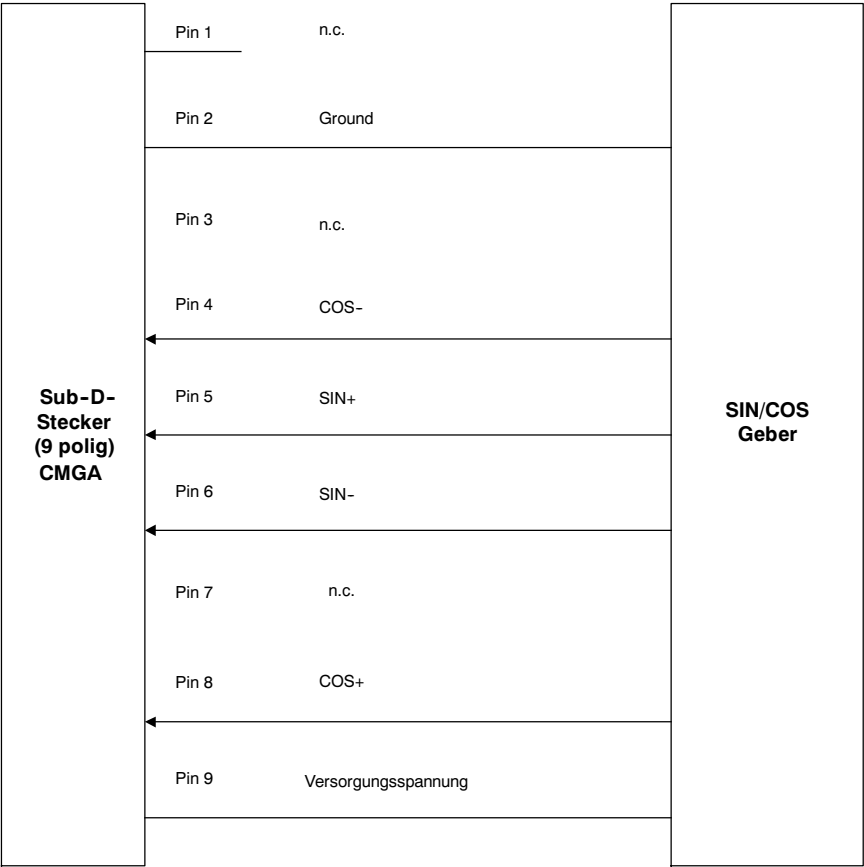 Pin 1 n.c.
Pin 2 Ground
Pin 3 n.c.
Pin 4 COS-
Sub-D-
Stecker
(9 polig)
CMGA
Pin 5 SIN+
SIN/COS
Geber
Pin 6 SIN-
Pin 7 n.c.
Pin 8 COS+
Pin 9 Versorgungsspannung